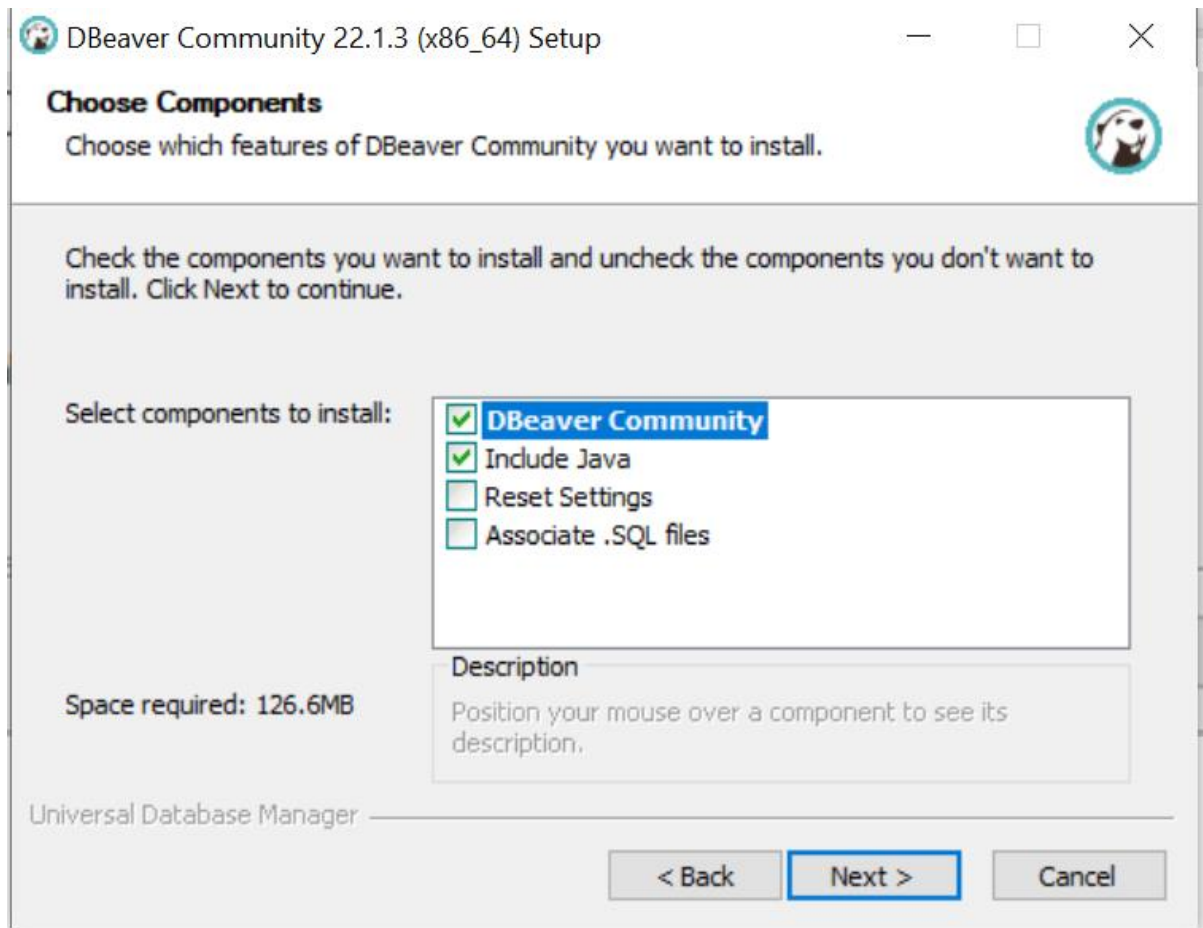 DBeaver Community 22.1.3 (x86_64) Setup
Choose Components
Choose which features of DBeaver Community you want to install.
Check the components you want to install and uncheck the components you don't want to
install. Click Next to continue.
Select components to install:
DBeaver Community
Include Java
Reset Settings
Associate .SQL files
Space required: 126.6MB
Description
Position your mouse over a component to see its
description.
Universal Database Manager
< Back
Next >
Cancel